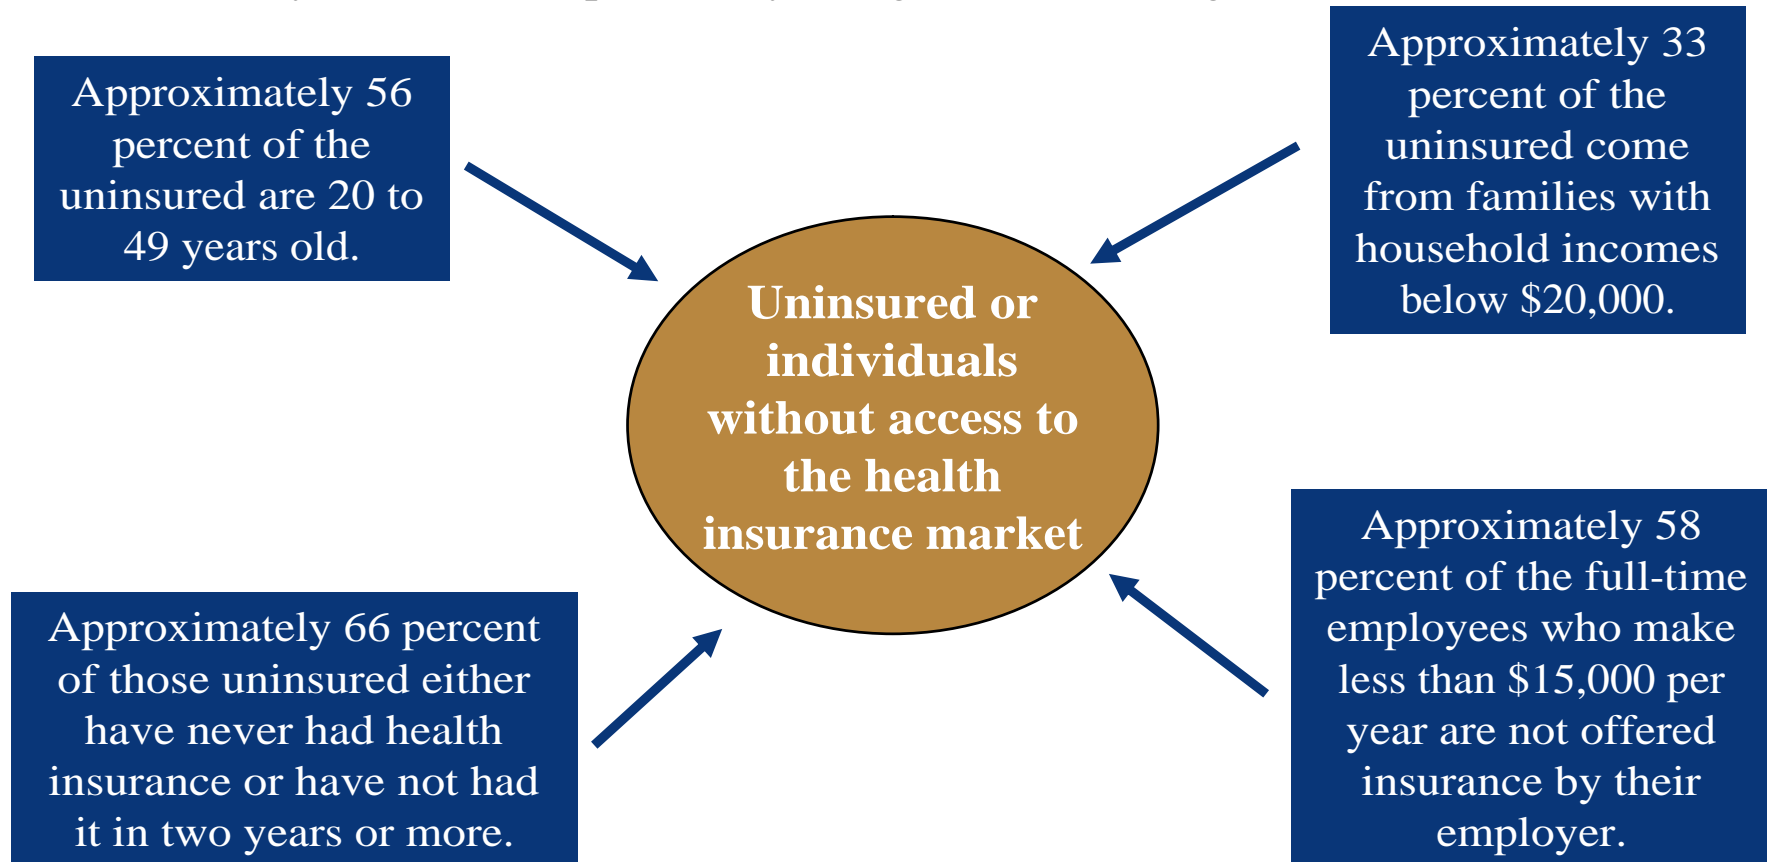 Approximately 56
percent of the
uninsured are 20 to
49 years old.
Approximately 33
percent of the
uninsured come
from families with
household incomes
below $20,000.
Uninsured or
individuals
without access to
the health
insurance market
Approximately 66 percent
of those uninsured either
have never had health
insurance or have not had
it in two years or more.
Approximately 58
percent of the full-time
employees who make
less than $15,000 per
year are not offered
insurance by their
employer.